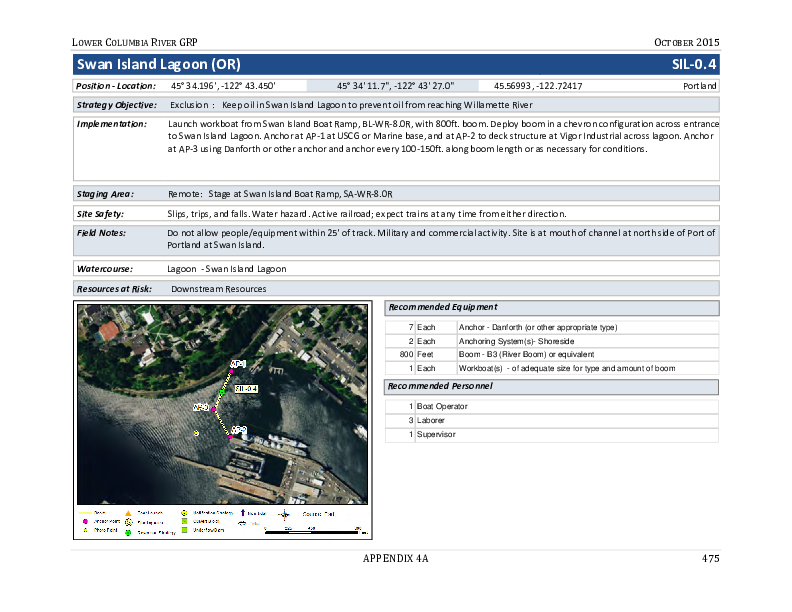 LOWER COLUMBIA RIVER GRP OCTOBER 2015
Swan Island Lagoon (OR) SIL-0.4
Position - Location: 45° 34.196', -122° 43.450' 45° 34' 11.7", -122° 43' 27.0" 45.56993, -122.72417 Portland
Strategy Objective: Exclusion : Keep oil in Swan Island Lagoon to prevent oil from reaching Willamette River
Implementation: Launch workboat from Swan Island Boat Ramp, BL-WR-8.0R, with 800ft. boom. Deploy boom in a chevron configuration across entrance
to Swan Island Lagoon. Anchor at AP-1 at USCG or Marine base, and at AP-2 to deck structure at Vigor Industrial across lagoon. Anchor
at AP-3 using Danforth or other anchor and anchor every 100-150ft. along boom length or as necessary for conditions.
Staging Area: Remote: Stage at Swan Island Boat Ramp, SA-WR-8.0R
Site Safety: Slips, trips, and falls. Water hazard. Active railroad; expect trains at any time from either direction.
Field Notes: Do not allow people/equipment within 25' of track. Military and commercial activity. Site is at mouth of channel at north side of Port of
Portland at Swan Island.
Watercourse: Lagoon - Swan Island Lagoon
Resources at Risk: Downstream Resources
AP-1
SIL-0.4
AP-3
AP-2
Recommended Equipment
7 Each Anchor - Danforth (or other appropriate type)
2 Each Anchoring System(s)- Shoreside
800 Feet Boom - B3 (River Boom) or equivalent
1 Each Workboat(s) - of adequate size for type and amount of boom
Recommended Personnel
1 Boat Operator
3 Laborer
1 Supervisor
Anchor Point
Photo Point
Notification Strategy
Underflow Dam
APPENDIX 4A 475